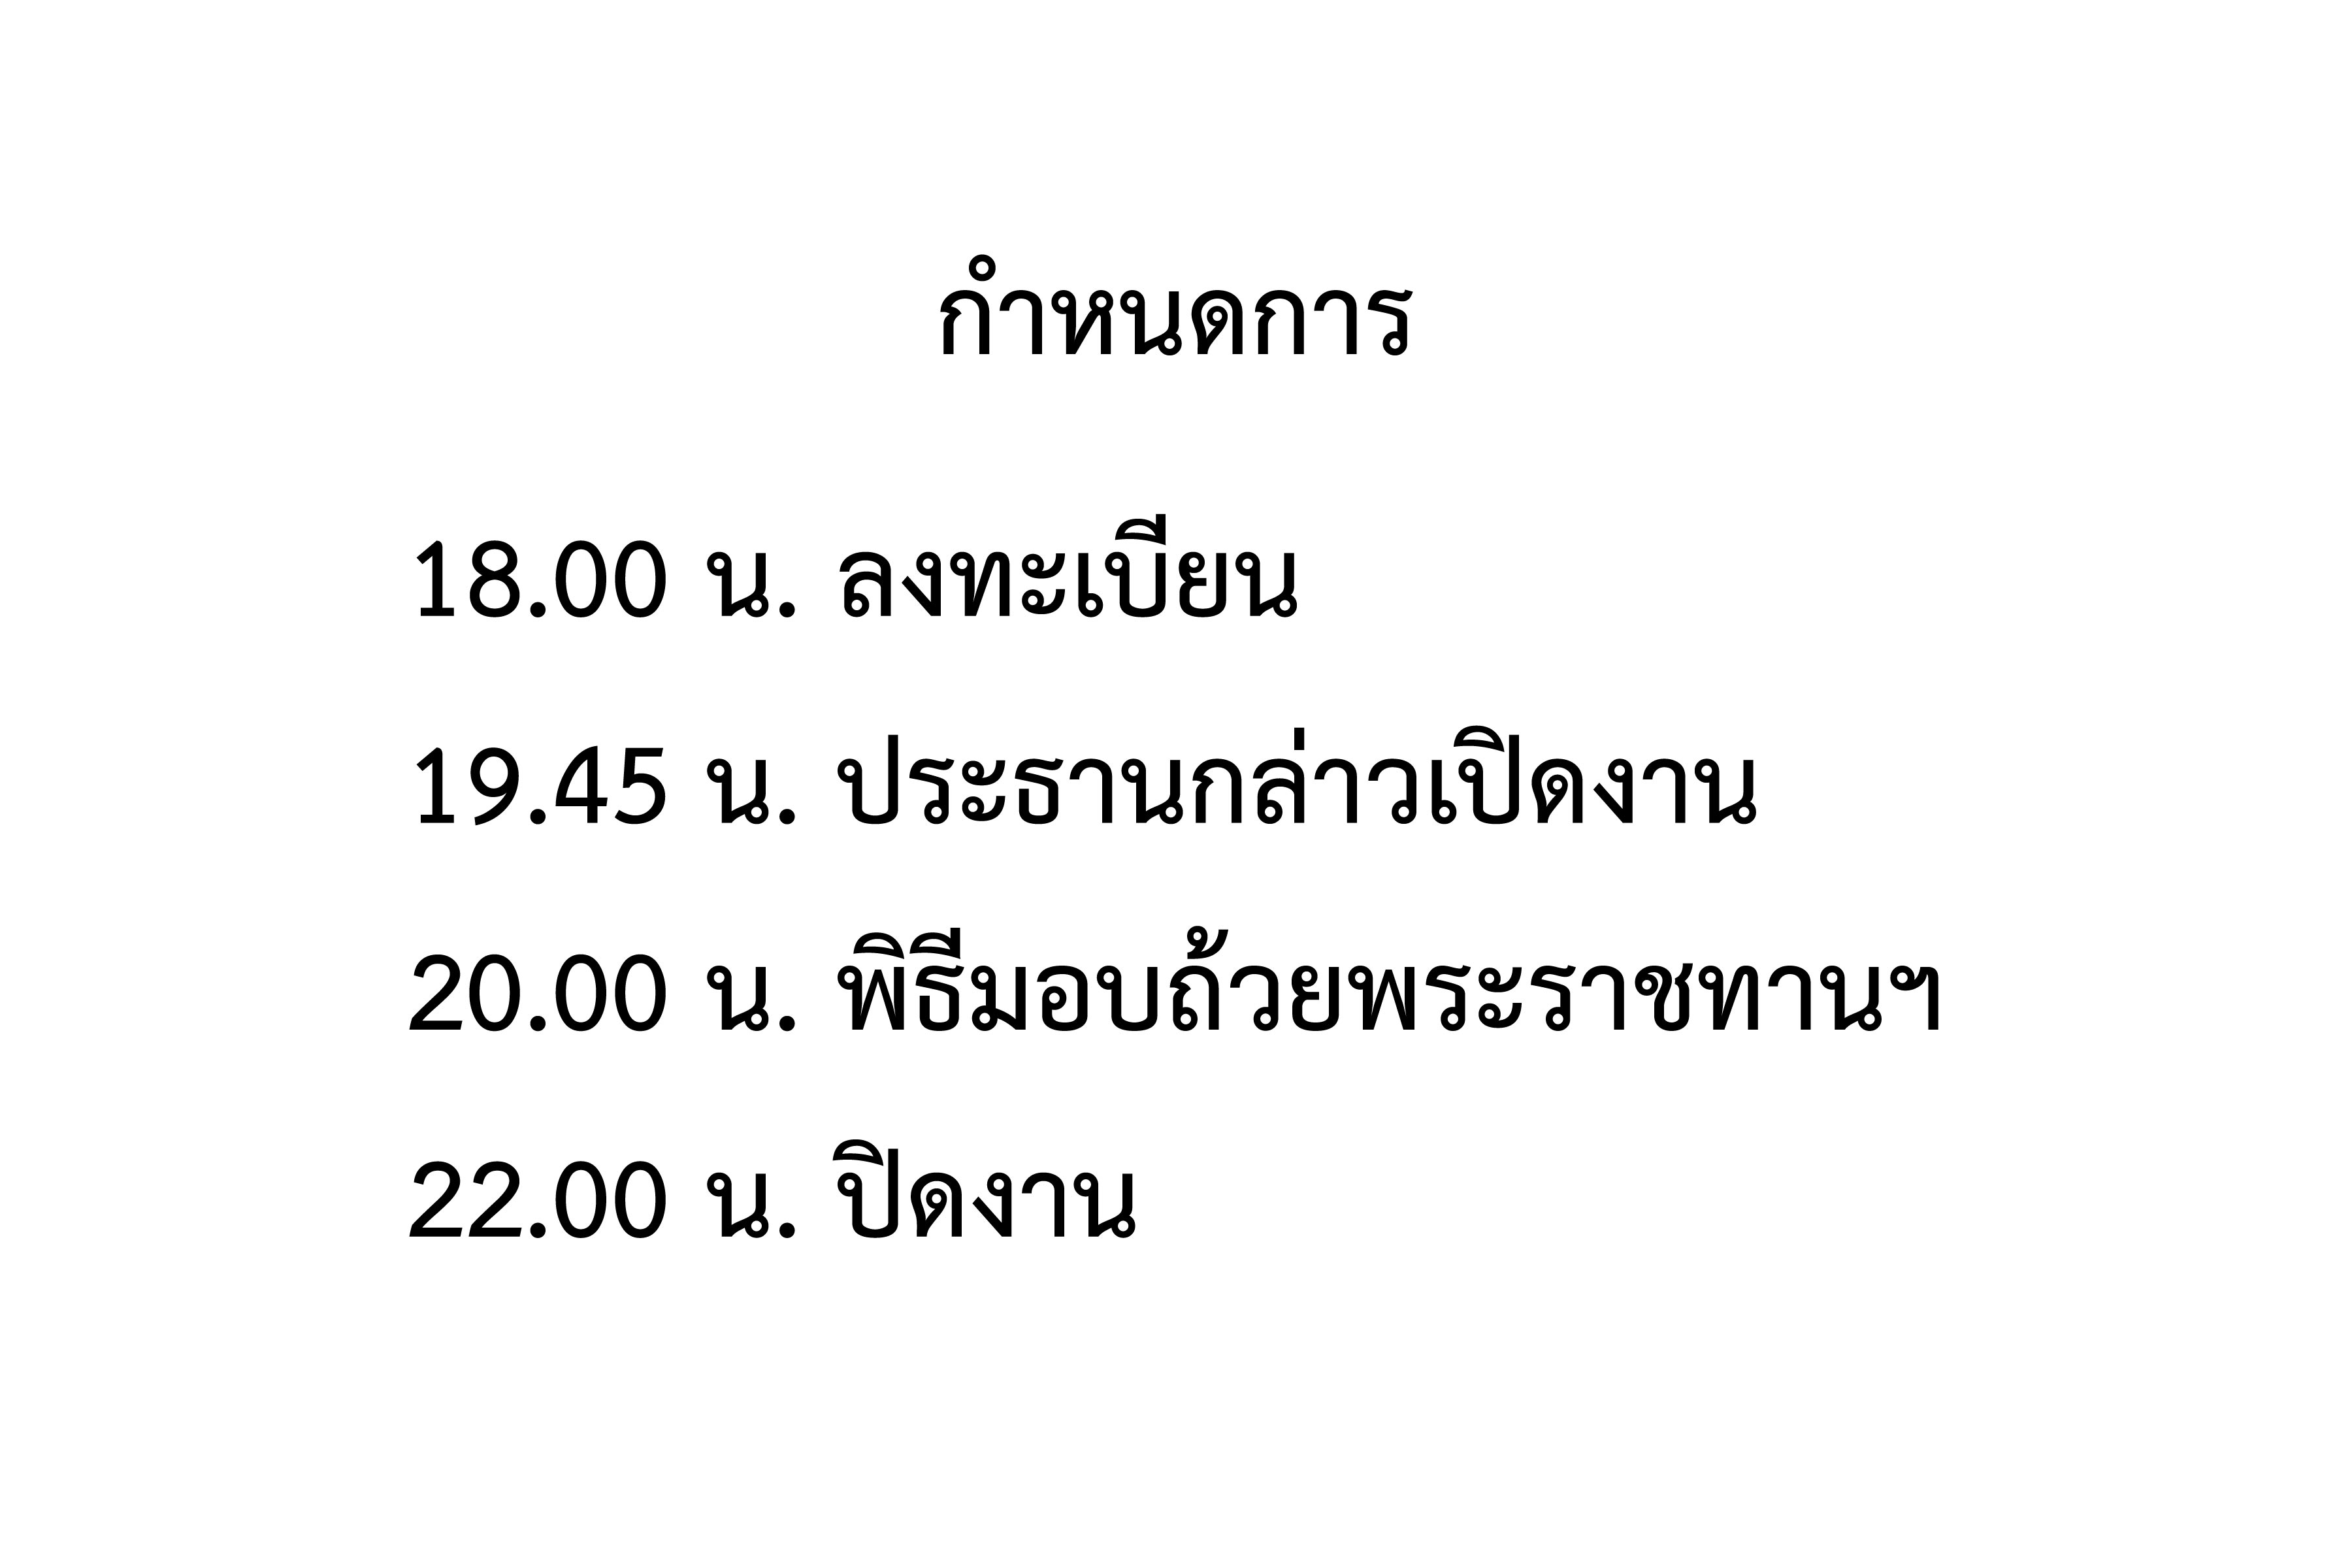 กำหนดการ
18.00 น. ลงทะเบียน
19.45 น. ประธานกล่าวเปิดงาน
20.00 น. พิธีมอบถ้วยพระราชทานฯ
22.00 น. ปิดงาน